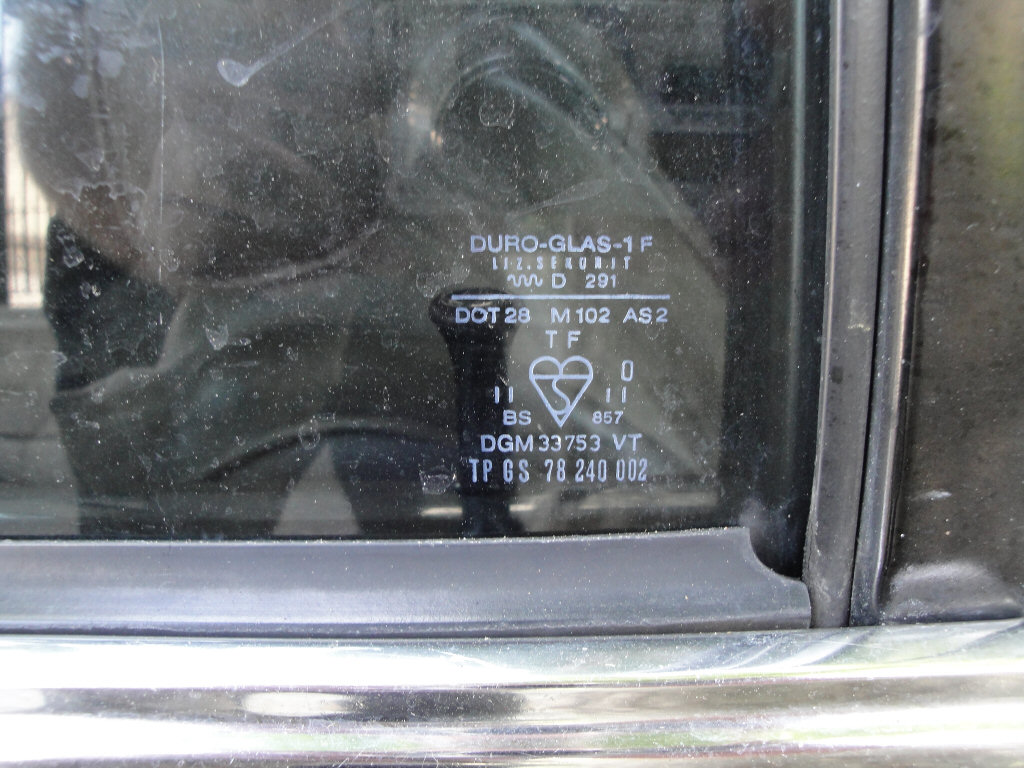 DURO-GLAS-1F
LIZ.SEKURIT
D 291
DOT 28 M 102 AS 2
T F
0
II II
BS 857
DGM 33753 VT
TP GS 78 240 002